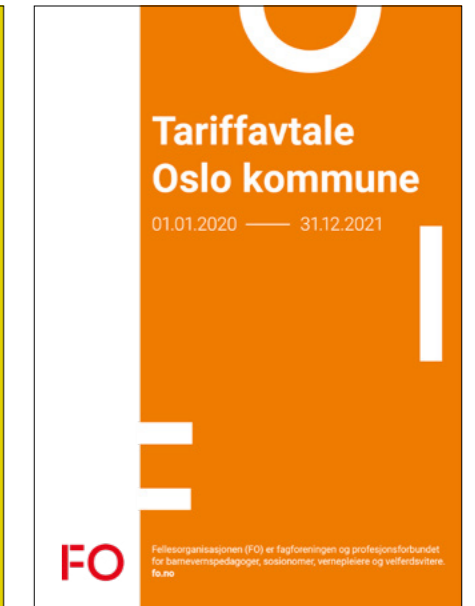 Tariffavtale
Oslo kommune
01.01.2020 — 31.12.2021
FO
Fellesorganisasjonen (FO) er fagforeningen og profesjonsforbundet
for barnevernspedagoger, sosionomer, vernepleiere og velferdsvitere.
fo.no